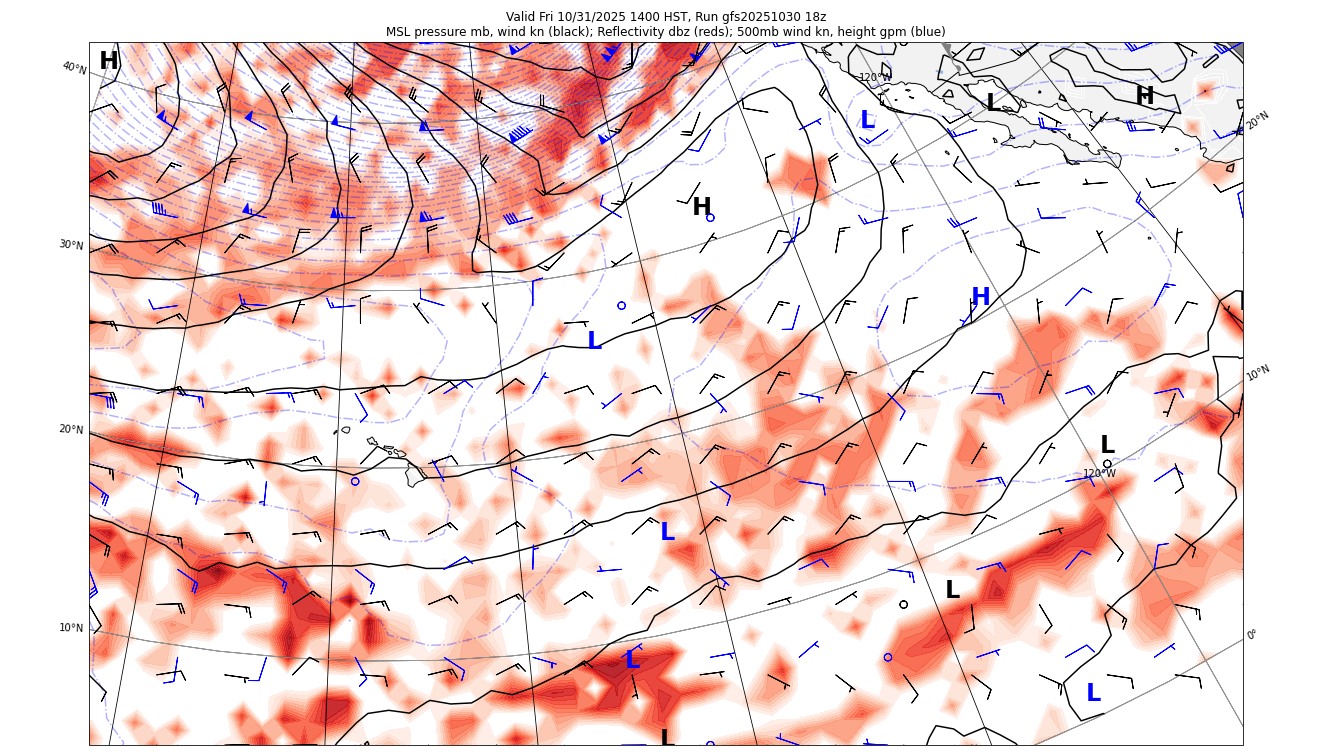 Valid Fri 10/31/2025 1400 HST, Run gfs20251030 18z
MSL pressure mb, wind kn (black); Reflectivity dbz (reds); 500mb wind kn, height gpm (blue)
H
40°N
120°W
L
H
L
20°N
H
30°N
H
L
10°N
20°N
L
120°W
L
L
10°N
0°
L
L
L